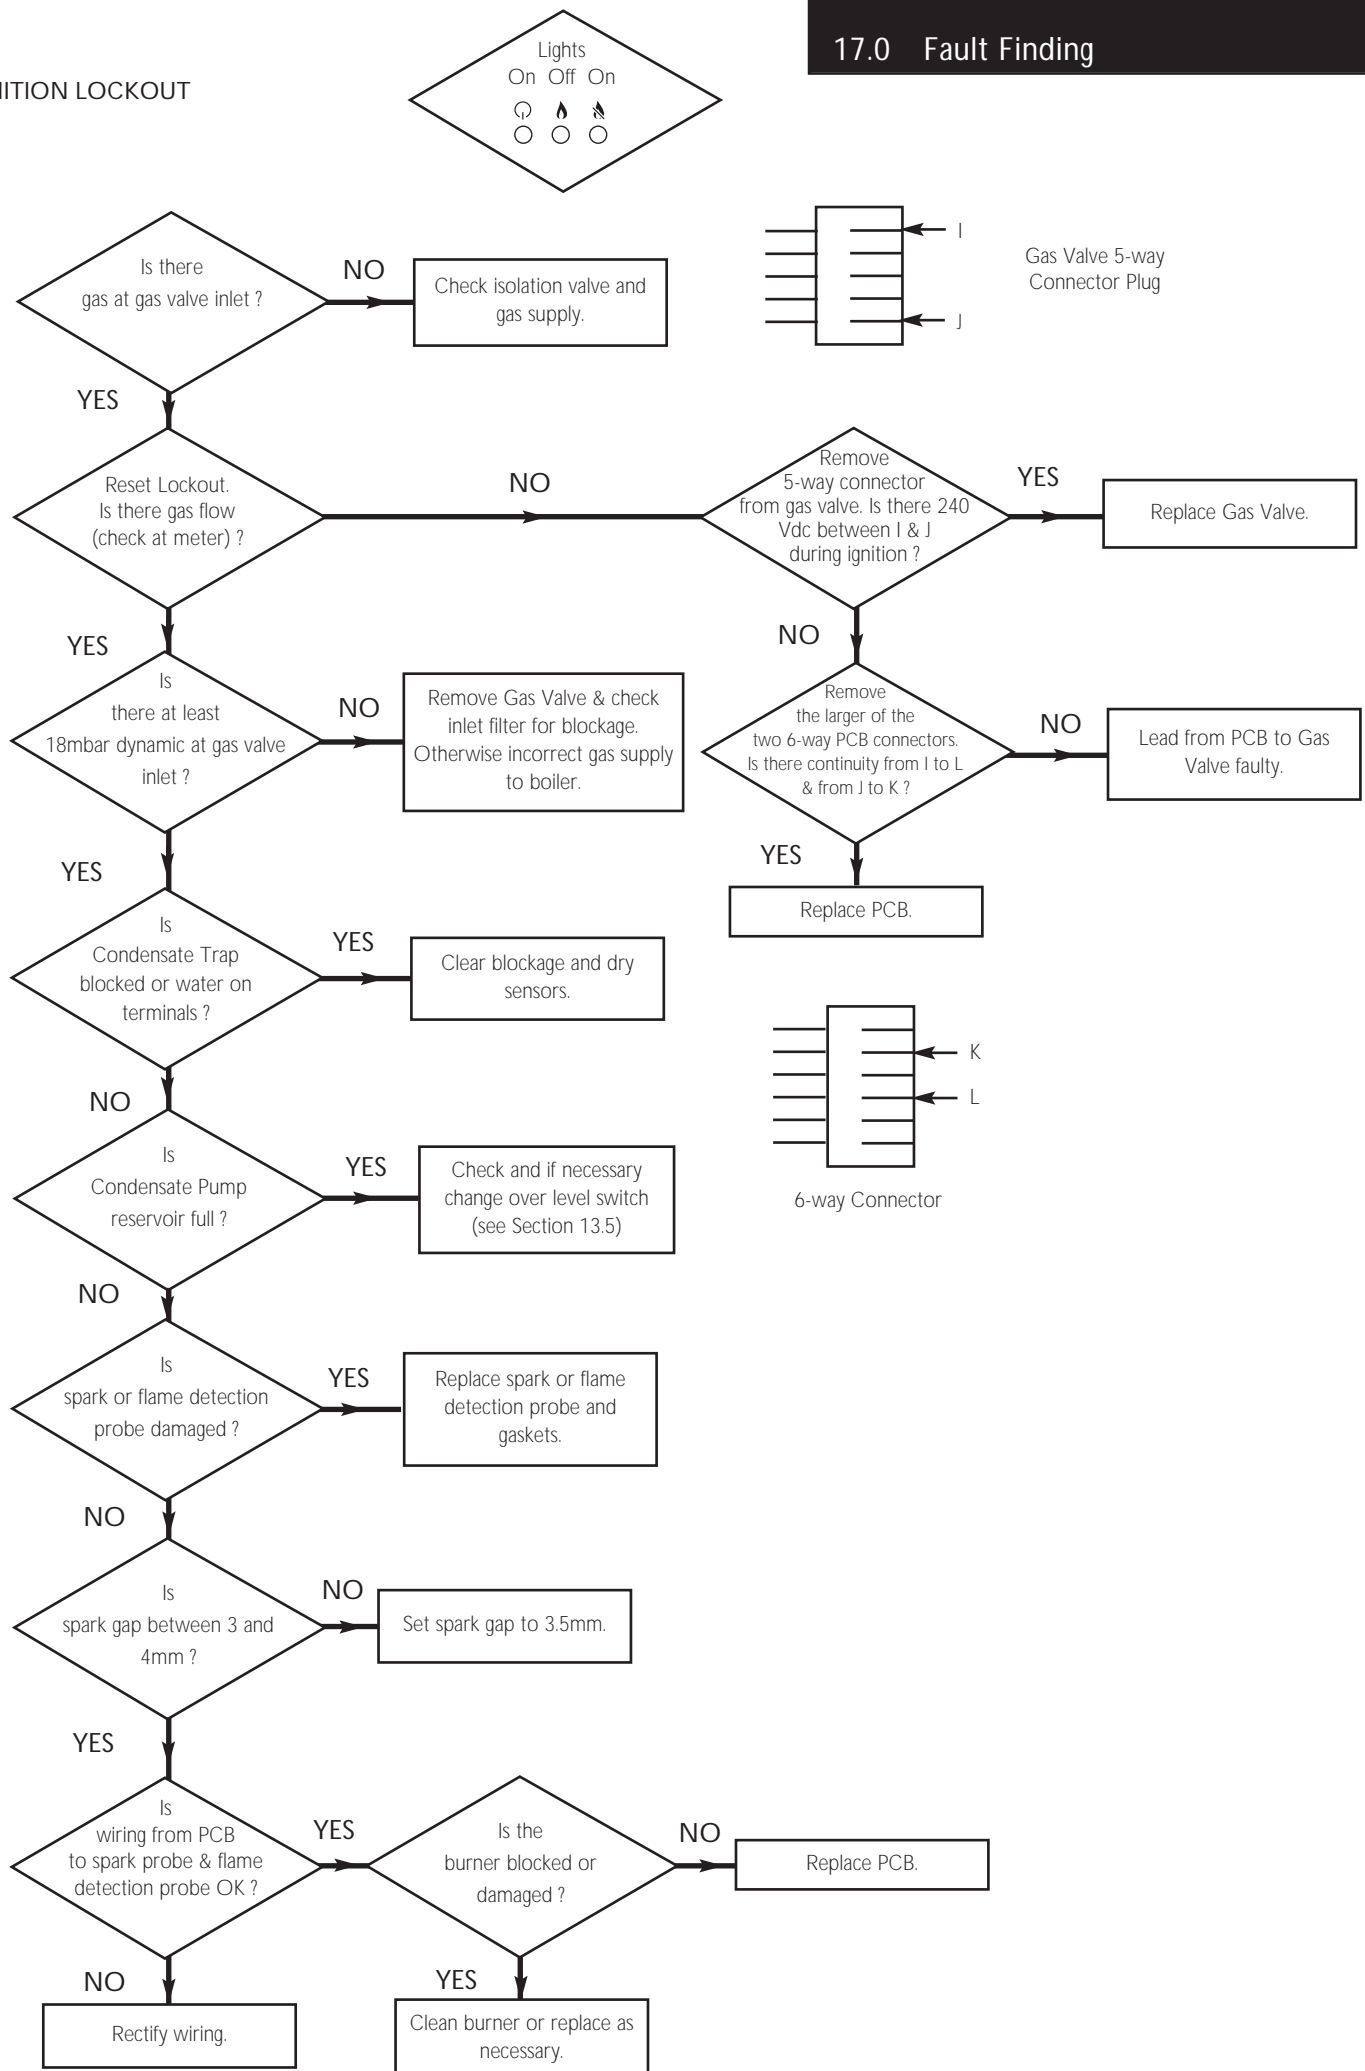 17.0 Fault Finding
NITION LOCKOUT
Lights
On Off On
Is there
gas at gas valve inlet ?
NO
Check isolation valve and
gas supply.
I
J
Gas Valve 5-way
Connector Plug
YES
Reset Lockout.
Is there gas flow
(check at meter) ?
NO
Remove
5-way connector
from gas valve. Is there 240
Vdc between I & J
during ignition ?
YES
Replace Gas Valve.
YES
NO
Is
there at least
18mbar dynamic at gas valve
inlet ?
NO
Remove Gas Valve & check
inlet filter for blockage.
Otherwise incorrect gas supply
to boiler.
Remove
the larger of the
two 6-way PCB connectors.
Is there continuity from I to L
& from J to K ?
NO
Lead from PCB to Gas
Valve faulty.
YES
YES
Replace PCB.
Is
Condensate Trap
blocked or water on
terminals ?
YES
Clear blockage and dry
sensors.
K
L
6-way Connector
NO
Is
Condensate Pump
reservoir full ?
YES
Check and if necessary
change over level switch
(see Section 13.5)
NO
Is
spark or flame detection
probe damaged ?
YES
Replace spark or flame
detection probe and
gaskets.
NO
Is
spark gap between 3 and
4mm ?
NO
Set spark gap to 3.5mm.
YES
Is
wiring from PCB
to spark probe & flame
detection probe OK ?
YES
Is the
burner blocked or
damaged ?
NO
Replace PCB.
NO
Rectify wiring.
YES
Clean burner or replace as
necessary.